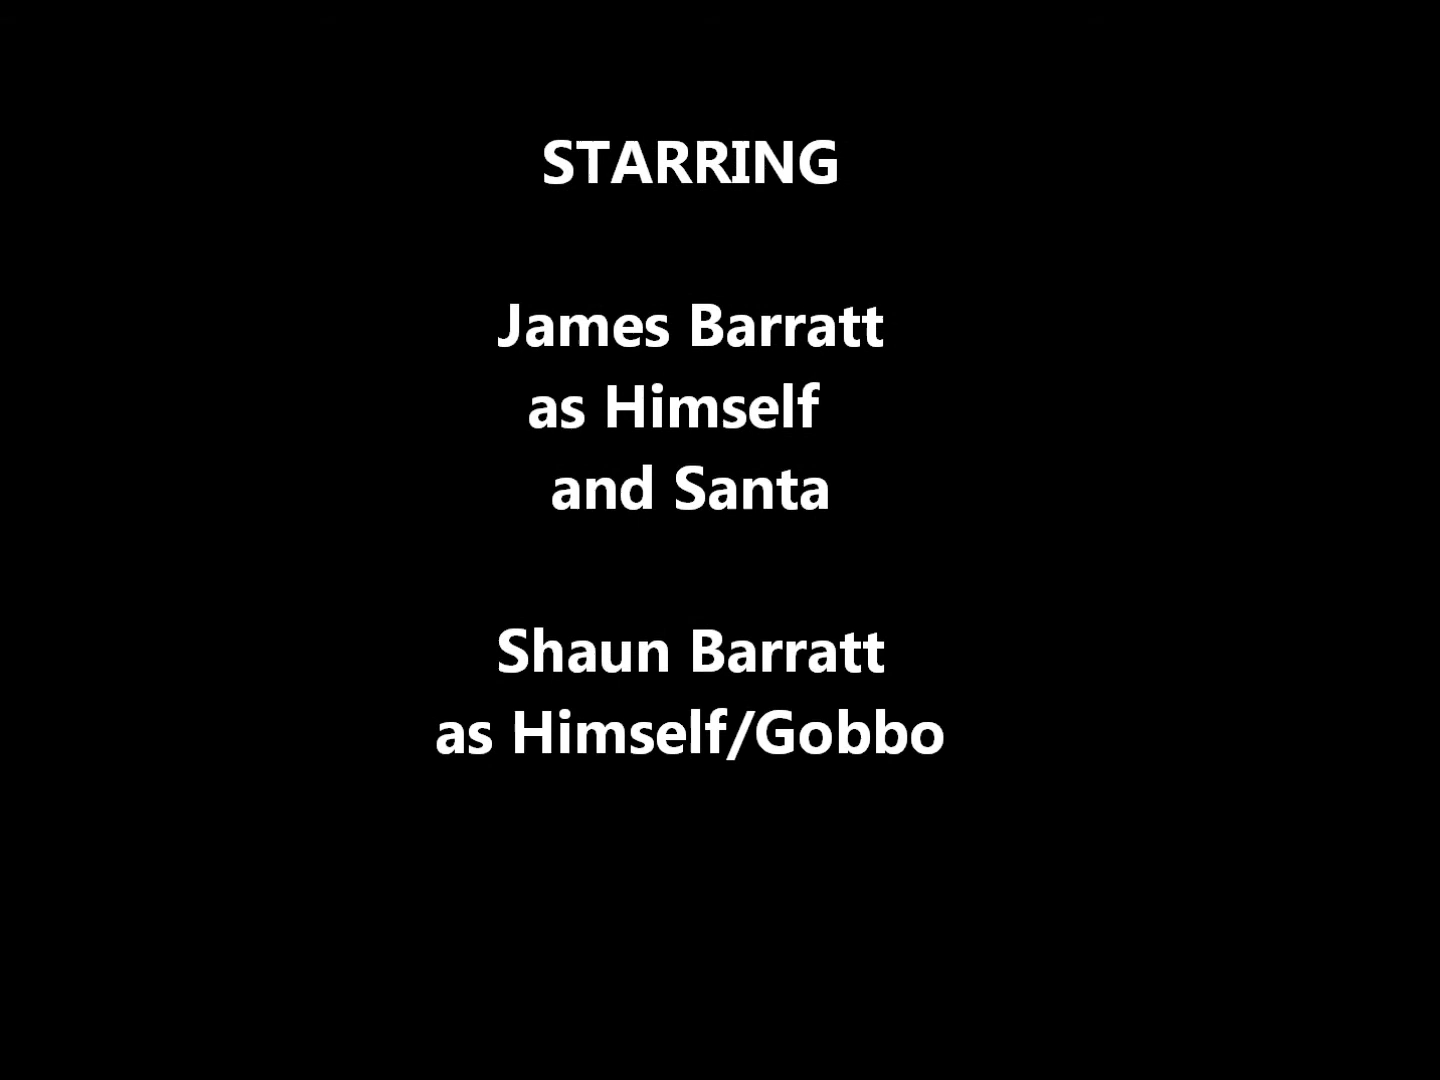 STARRING
James Barratt
as Himself
and Santa
Shaun Barratt
as Himself/Gobbo